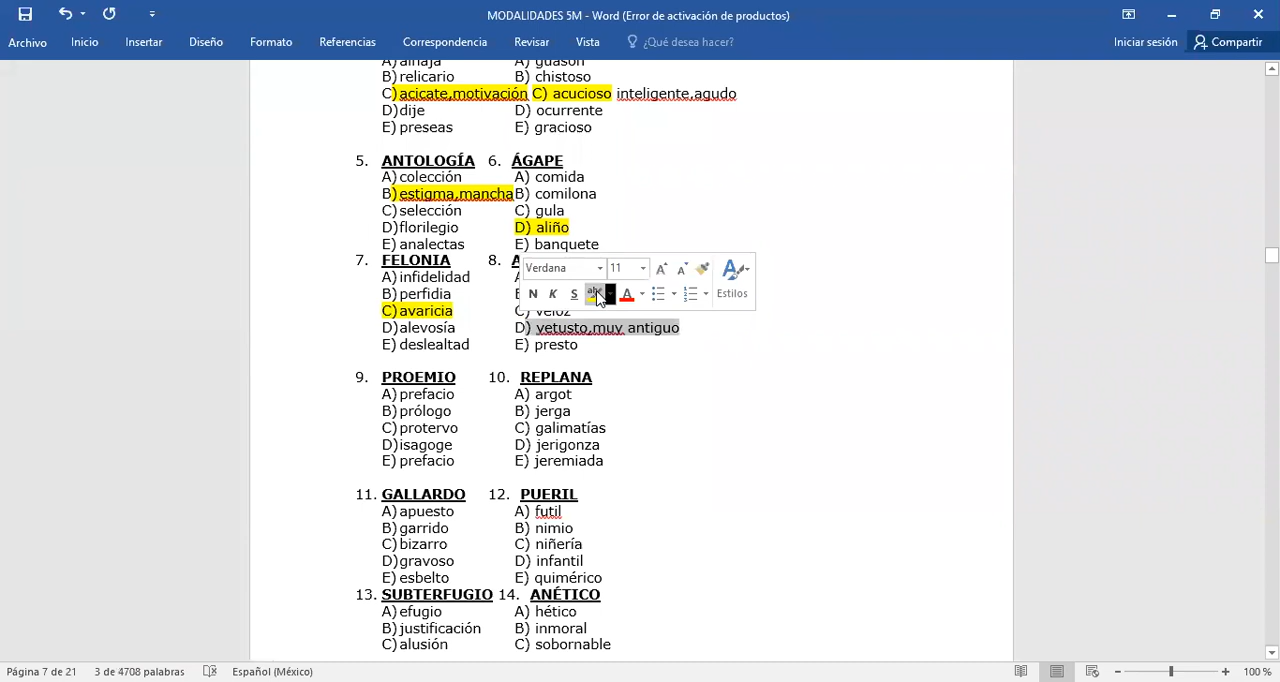 MODALIDADES 5M - Word (Error de activación de productos)
Archivo Inicio Insertar Diseño Formato Referencias Correspondencia Revisar Vista ¿Qué desea hacer? Iniciar sesión Compartir
A) alhaja A) guasón
B) relicario B) chistoso
C) acicate,motivación C) acucioso inteligente,agudo
D) dije D) ocurrente
E) preseas E) gracioso
5. ANTOLOGÍA 6. ÁGAPE
A) colección A) comida
B) estigma,mancha B) comilona
C) selección C) gula
D) florilegio D) aliño
E) analectas E) banquete
7. FELONIA 8.
A) infidelidad
B) perfidia
C) avaricia C) veloz
D) alevosía D) vetusto,muy antiguo
E) deslealtad E) presto
Verdana 11
N K S abc A Estilos
9. PROEMIO 10. REPLANA
A) prefacio A) argot
B) prólogo B) jerga
C) protervo C) galimatías
D) isagoge D) jerigonza
E) prefacio E) jeremiada
11. GALLARDO 12. PUERIL
A) apuesto A) futil
B) garrido B) nimio
C) bizarro C) niñería
D) gravoso D) infantil
E) esbelto E) quimérico
13. SUBTERFUGIO 14. ANÉTICO
A) efugio A) hético
B) justificación B) inmoral
C) alusión C) sobornable
Página 7 de 21 3 de 4708 palabras Español (México) 100 %